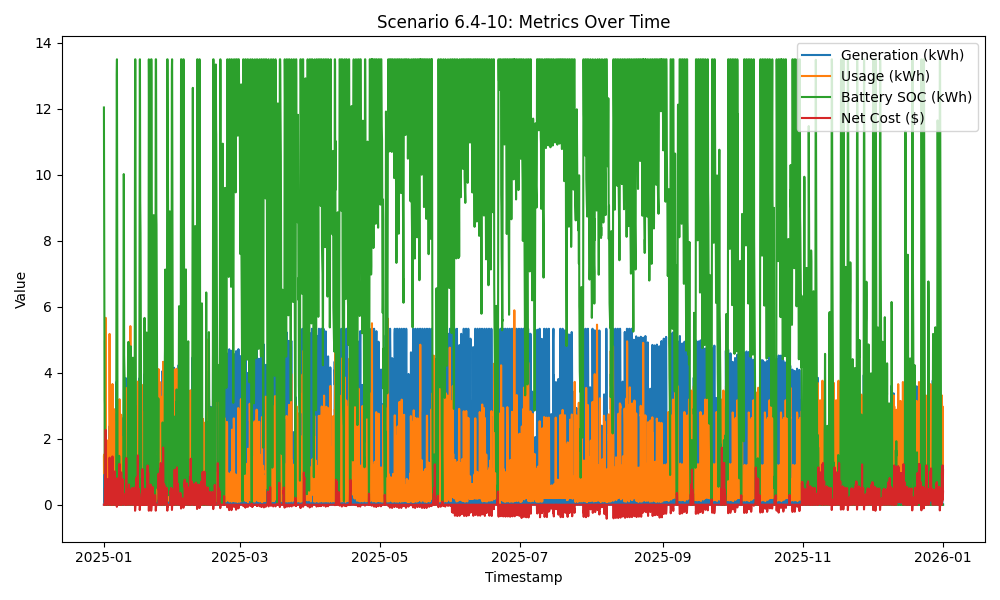 Scenario 6.4-10: Metrics Over Time
Generation (kWh)
Usage (kWh)
Battery SOC (kWh)
Net Cost ($)
Value
14
12
10
8
6
4
2
0
2025-01
2025-03
2025-05
2025-07
2025-09
2025-11
2026-01
Timestamp